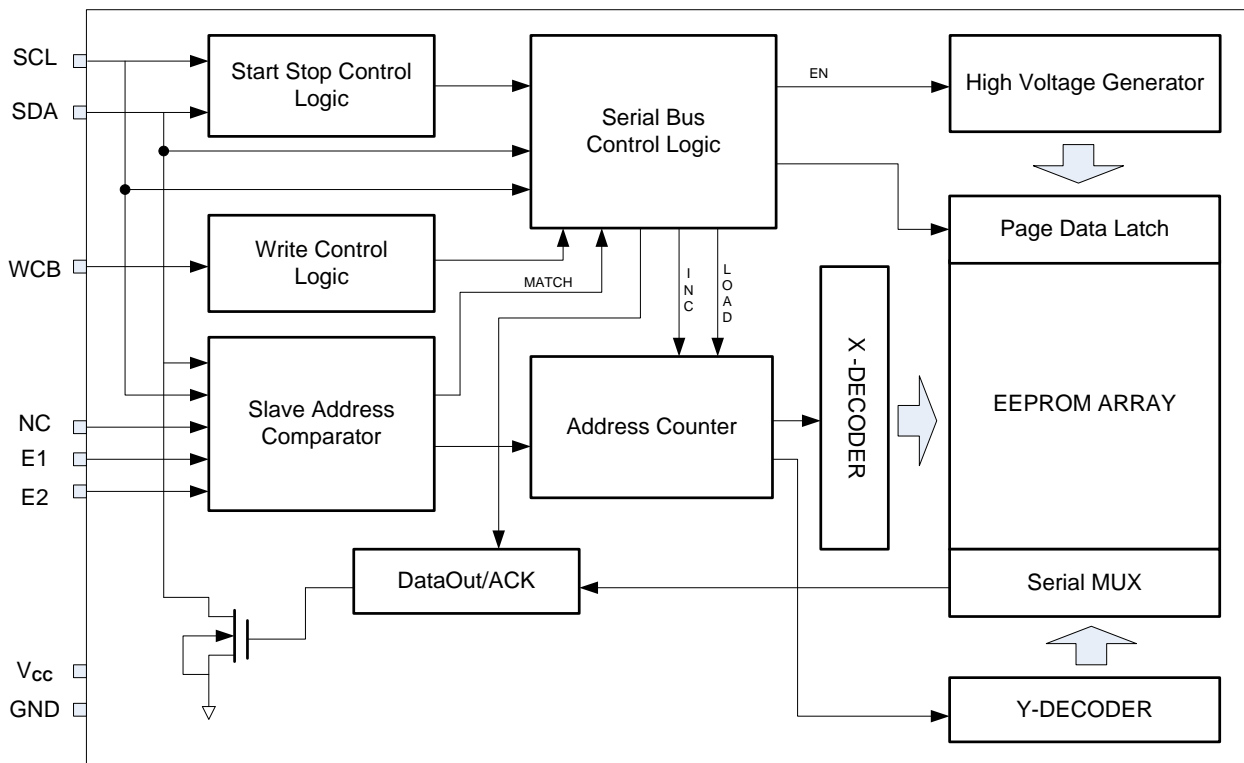 SCL
SDA
WCB
NC
E1
E2
Vcc
GND
Start Stop Control
Logic
Write Control
Logic
Slave Address
Comparator
Serial Bus
Control Logic
EN
MATCH
INC
LOAD
Address Counter
DataOut/ACK
X -DECODER
High Voltage Generator
Page Data Latch
EEPROM ARRAY
Serial MUX
Y-DECODER